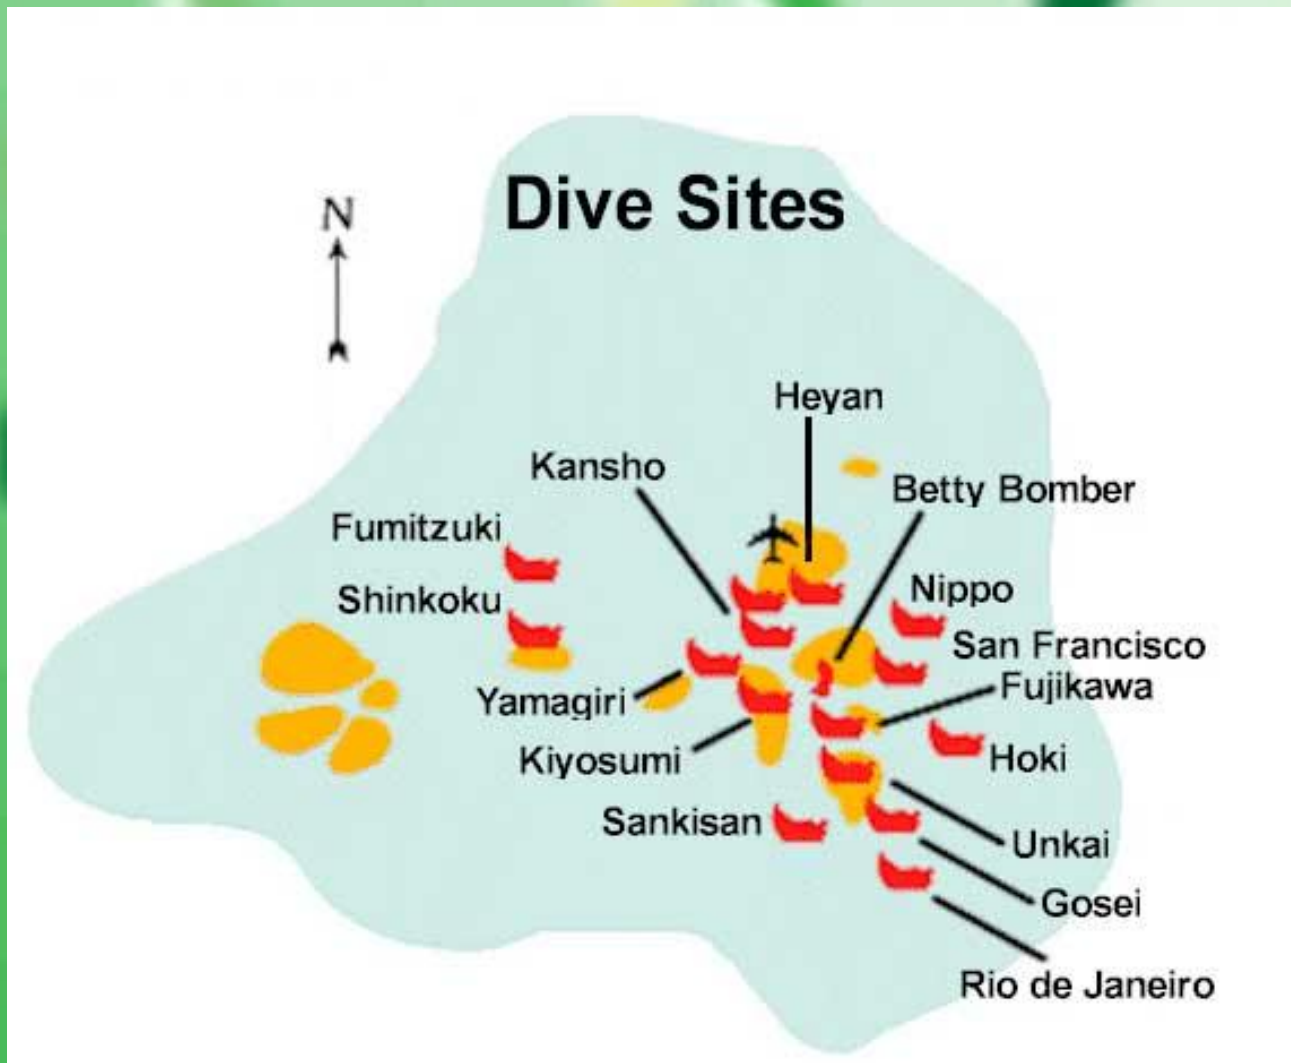 Dive Sites
N
Heyan
Kansho
Betty Bomber
Fumitzuki
Nippo
Shinkoku
San Francisco
Fujikawa
Yamagiri
Kiyosumi
Hoki
Sankisan
Unkai
Gosei
Rio de Janeiro